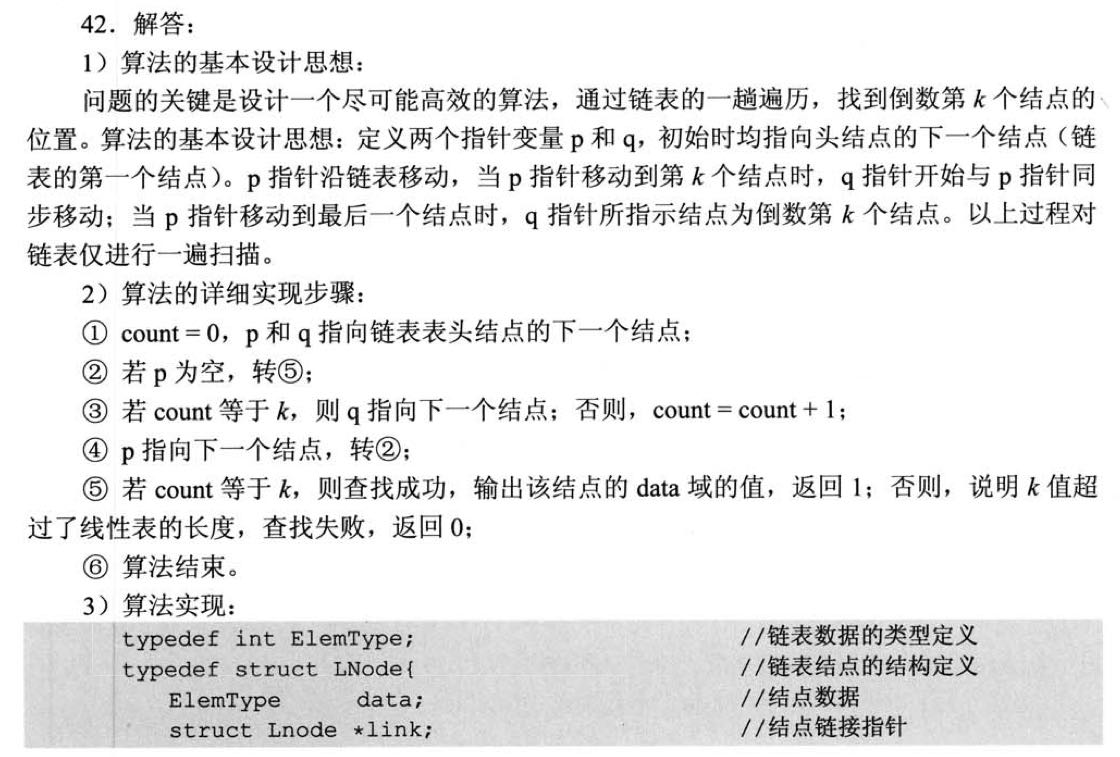 42．解答：
1）算法的基本设计思想：
问题的关键是设计一个尽可能高效的算法，通过链表的一趟遍历，找到倒数第 k 个结点的
位置。算法的基本设计思想：定义两个指针变量 p 和 q，初始时均指向头结点的下一个结点（链
表的第一个结点）。p 指针沿链表移动，当 p 指针移动到第 k 个结点时，q 指针开始与 p 指针同
步移动；当 p 指针移动到最后一个结点时，q 指针所指示结点为倒数第 k 个结点。以上过程对
链表仅进行一遍扫描。
2）算法的详细实现步骤：
① count = 0，p 和 q 指向链表表头结点的下一个结点；
② 若 p 为空，转⑤；
③ 若 count 等于 k，则 q 指向下一个结点；否则，count = count + 1；
④ p 指向下一个结点，转②；
⑤ 若 count 等于 k，则查找成功，输出该结点的 data 域的值，返回 1；否则，说明 k 值超
过了线性表的长度，查找失败，返回 0；
⑥ 算法结束。
3）算法实现：
typedef int ElemType; //链表数据的类型定义
typedef struct LNode{ //链表结点的结构定义
ElemType data; //结点数据
struct Lnode *link; //结点链接指针